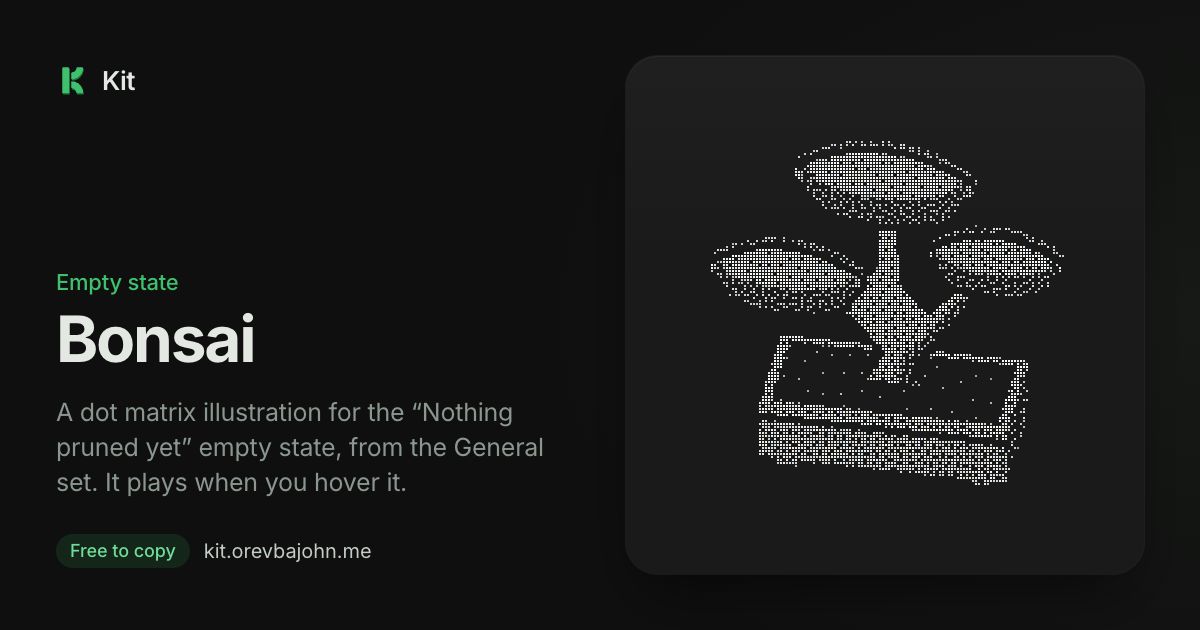 Kit
Empty state
Bonsai
A dot matrix illustration for the “Nothing
pruned yet” empty state, from the General
set. It plays when you hover it.
Free to copy
kit.orevbajohn.me